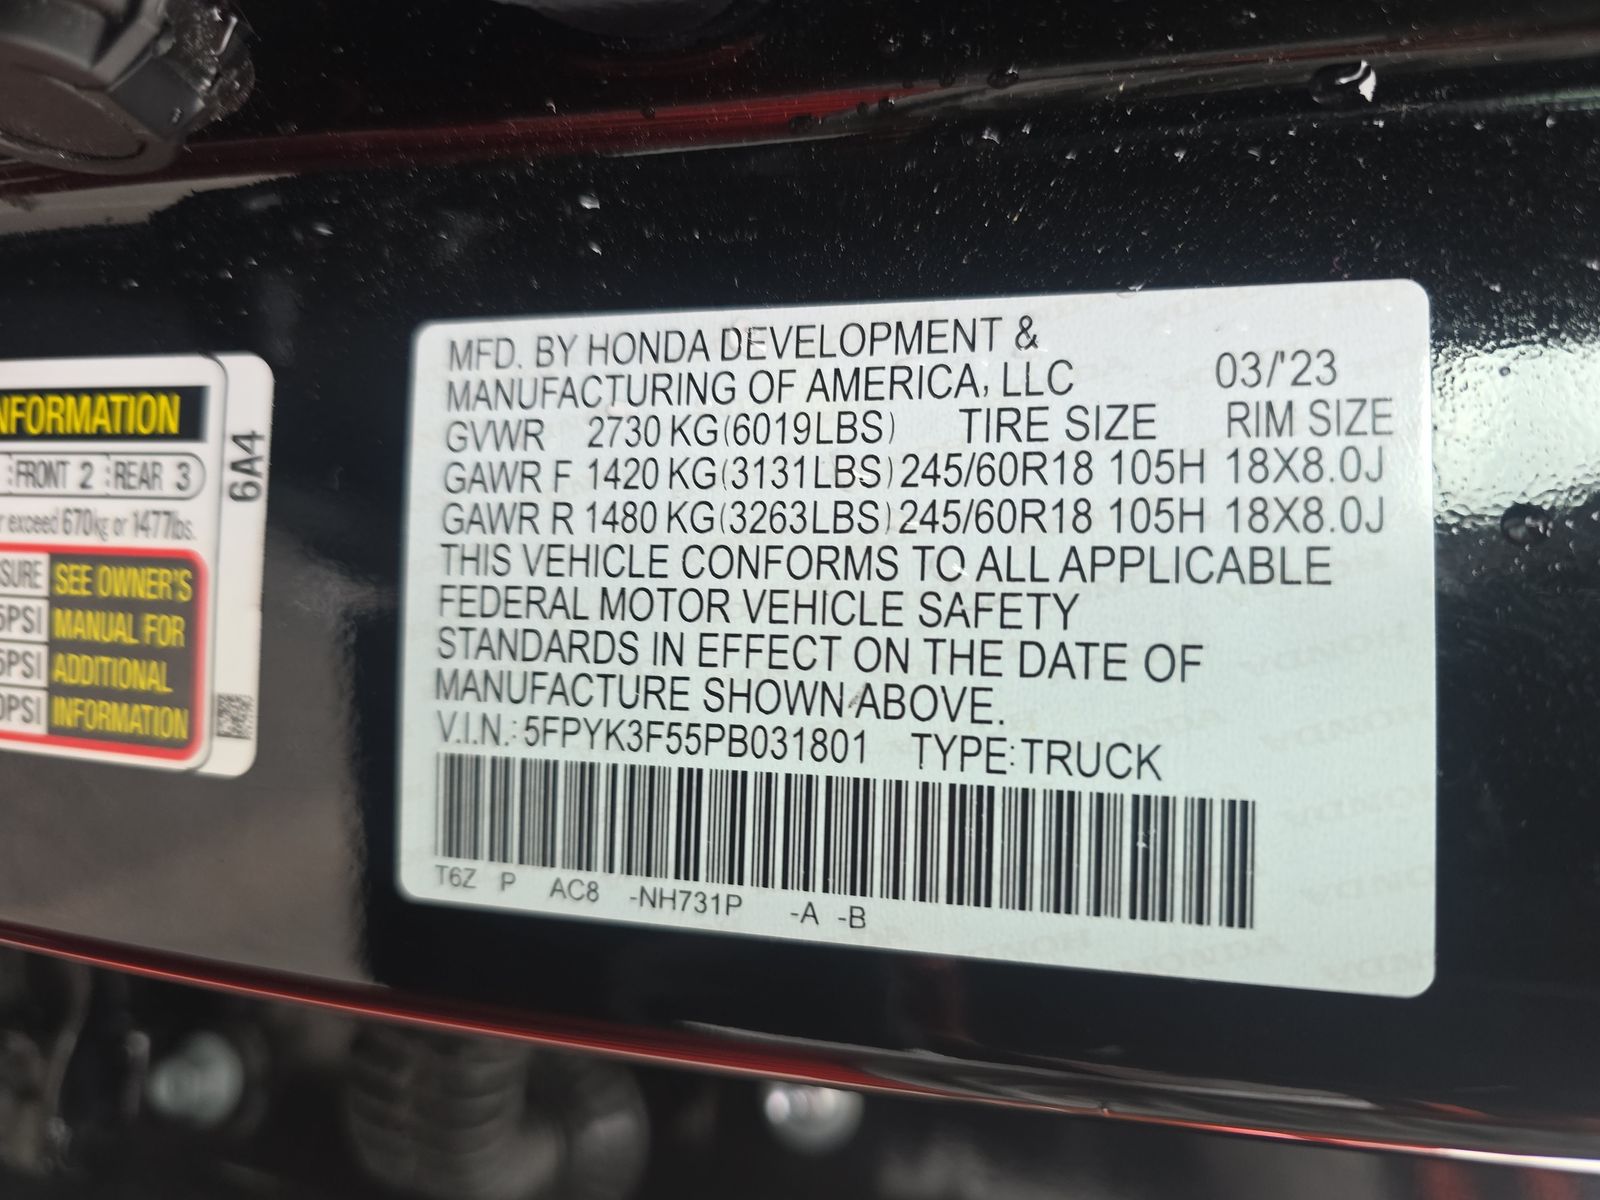 NFORMATION
FRONT 2 REAR 3
exceed 670kg or 1477lbs.
SEE OWNER'S
PSI MANUAL FOR
PSI ADDITIONAL
PSI INFORMATION
6A4
MFD. BY HONDA DEVELOPMENT &
MANUFACTURING OF AMERICA, LLC 03/'23
GVWR 2730 KG(6019LBS) TIRE SIZE RIM SIZE
GAWR F 1420 KG(3131LBS) 245/60R18 105H 18X8.0J
GAWR R 1480 KG(3263LBS) 245/60R18 105H 18X8.0J
THIS VEHICLE CONFORMS TO ALL APPLICABLE
FEDERAL MOTOR VEHICLE SAFETY
STANDARDS IN EFFECT ON THE DATE OF
MANUFACTURE SHOWN ABOVE.
V.I.N.: 5FPYK3F55PB031801 TYPE: TRUCK
T6Z P AC8 -NH731P -A -B